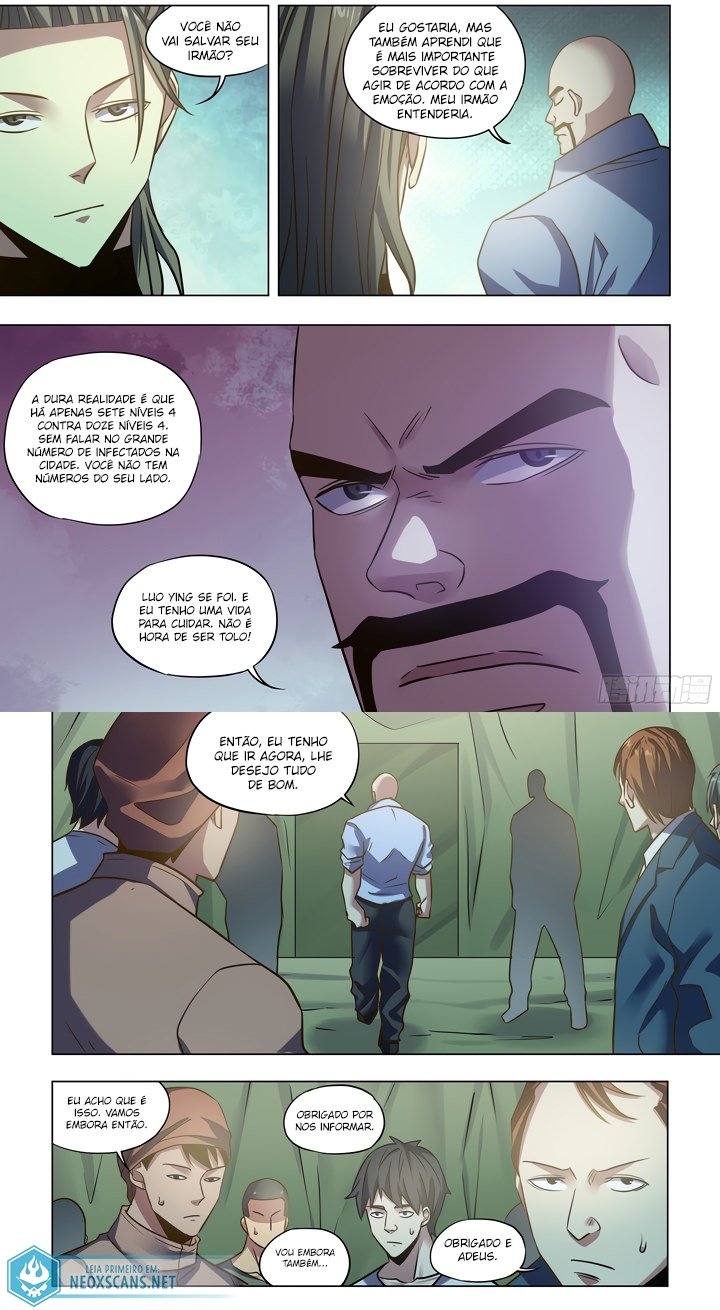 VOCÊ NÃO
VAI SALVAR SEU
IRMÃO?
EU GOSTARIA, MAS
TAMBÉM APRENDI QUE
É MAIS IMPORTANTE
SOBREVIVER DO QUE
AGIR DE ACORDO COM A
EMOÇÃO. MEU IRMÃO
ENTENDERIA.
A DURA REALIDADE É QUE
HÁ APENAS SETE NÍVEIS 4
CONTRA DOZE NÍVEIS 4.
SEM FALAR NO GRANDE
NÚMERO DE INFECTADOS NA
CIDADE. VOCÊ NÃO TEM
NÚMEROS DO SEU LADO.
LUO YING SE FOI. E
EU TENHO UMA VIDA
PARA CUIDAR. NÃO É
HORA DE SER TOLO!
ENTÃO, EU TENHO
QUE IR AGORA, LHE
DESEJO TUDO
DE BOM.
EU ACHO QUE É
ISSO. VAMOS
EMBORA ENTÃO.
OBRIGADO POR
NOS INFORMAR.
VOU EMBORA
TAMBÉM...
OBRIGADO E
ADEUS.
LEIA PRIMEIRO EM:
NEOXSCANS.NET